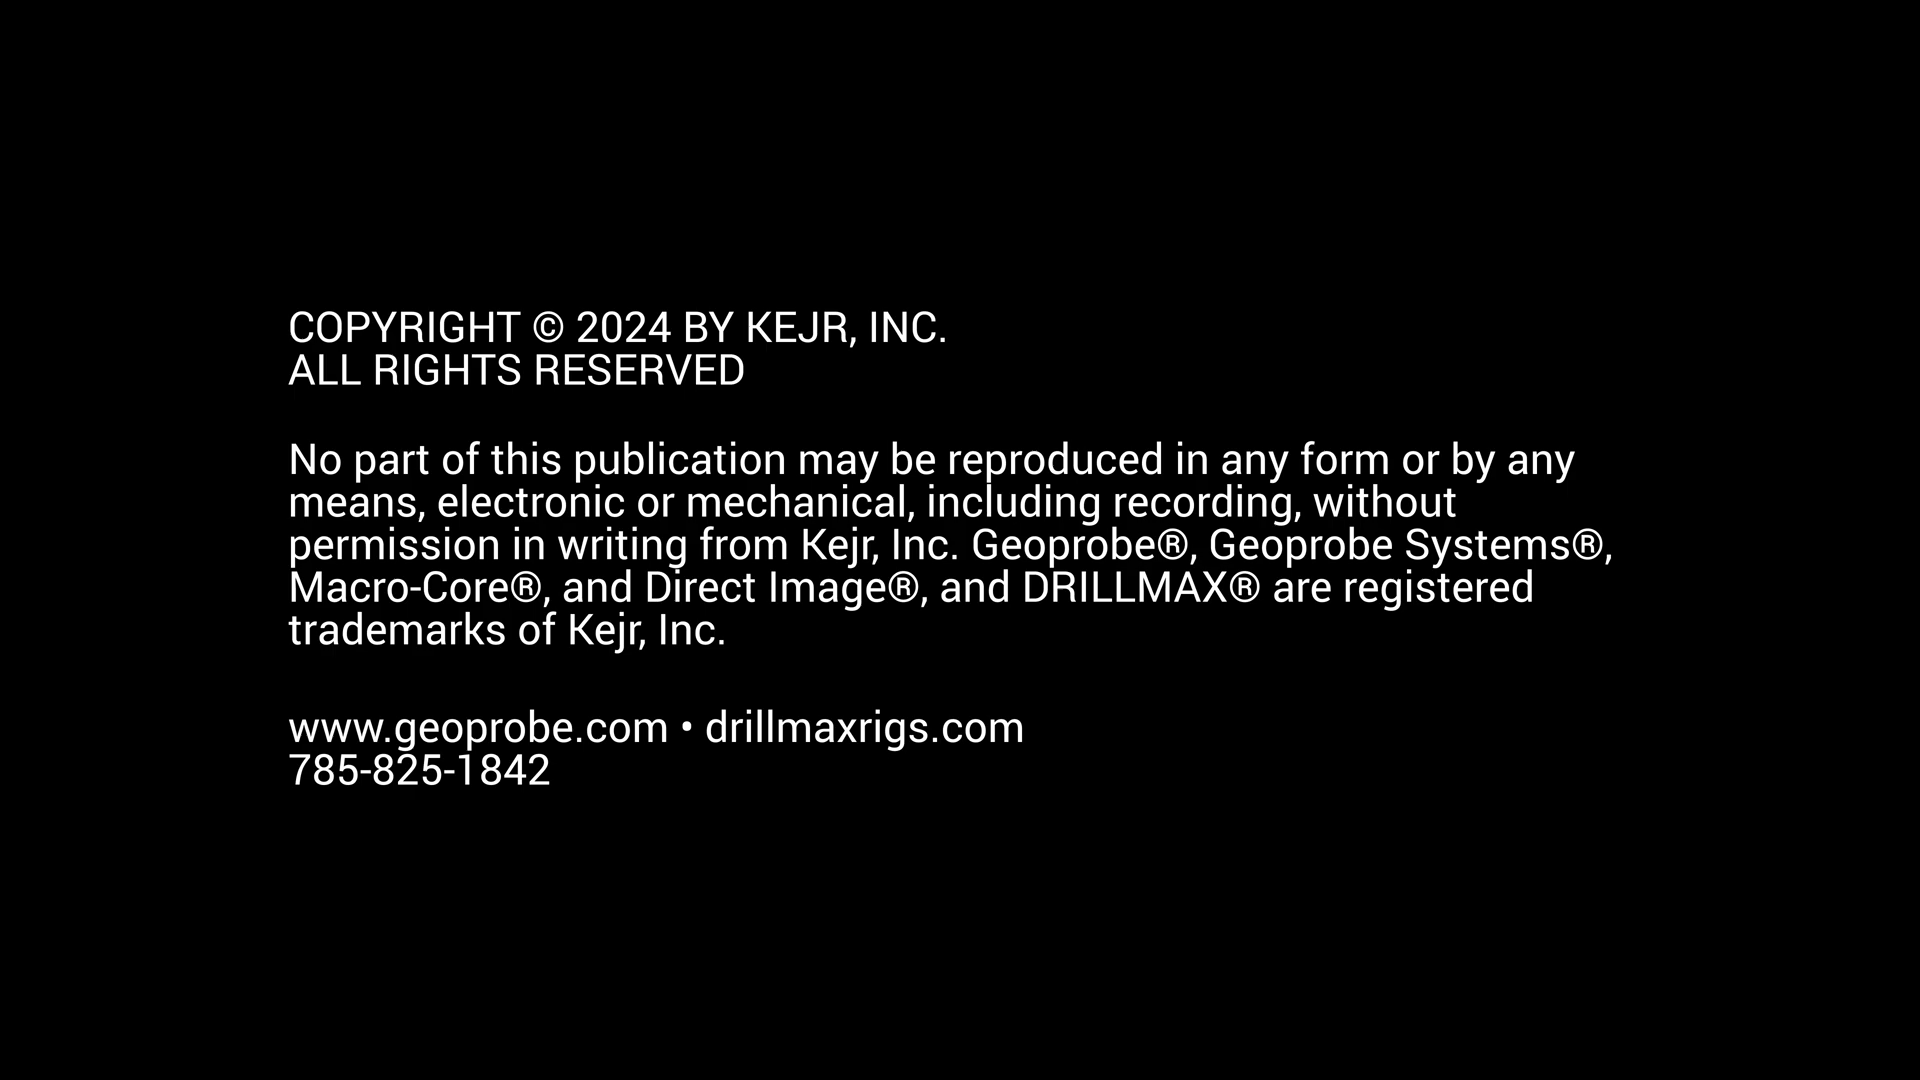 COPYRIGHT © 2024 BY KEJR, INC.
ALL RIGHTS RESERVED
No part of this publication may be reproduced in any form or by any
means, electronic or mechanical, including recording, without
permission in writing from Kejr, Inc. Geoprobe®, Geoprobe Systems®,
Macro-Core®, and Direct Image®, and DRILLMAX® are registered
trademarks of Kejr, Inc.
www.geoprobe.com • drillmaxrigs.com
785-825-1842